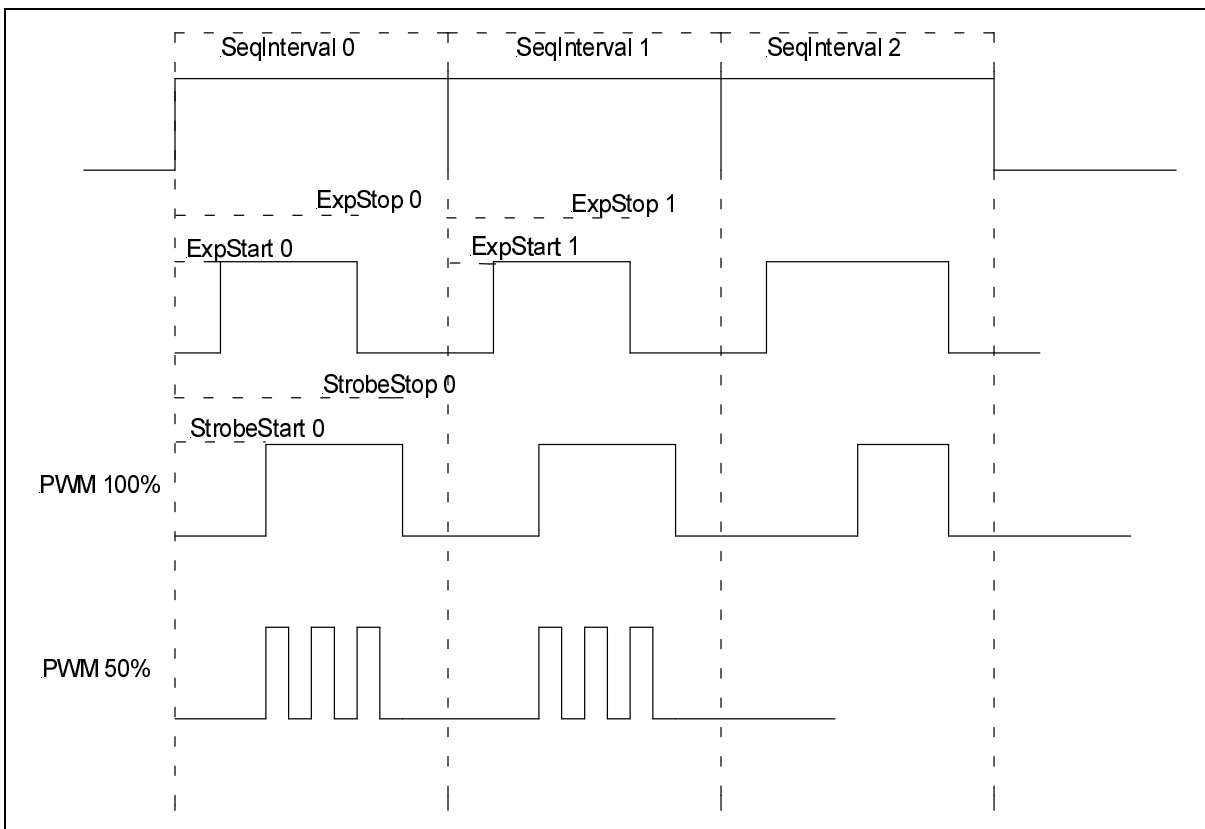 SeqInterval 0
SeqInterval 1
SeqInterval 2
ExpStop 0
ExpStop 1
ExpStart 0
ExpStart 1
StrobeStop 0
StrobeStart 0
PWM 100%
PWM 50%